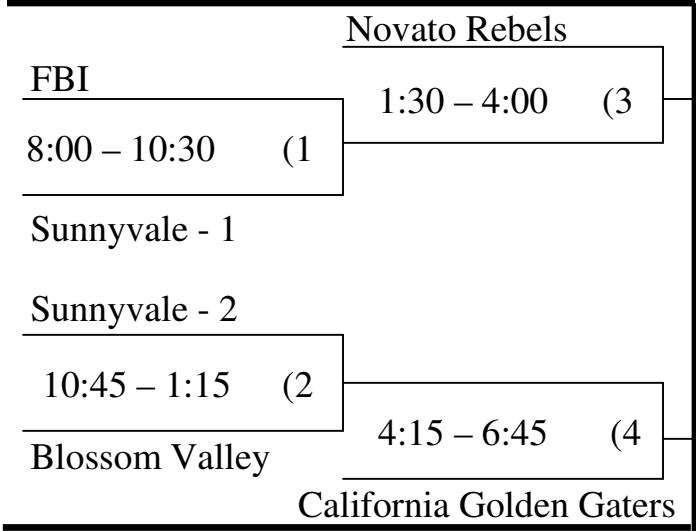 Novato Rebels
FBI
1:30 – 4:00 (3
8:00 – 10:30 (1
Sunnyvale - 1
Sunnyvale - 2
10:45 – 1:15 (2
4:15 – 6:45 (4
Blossom Valley
California Golden Gaters